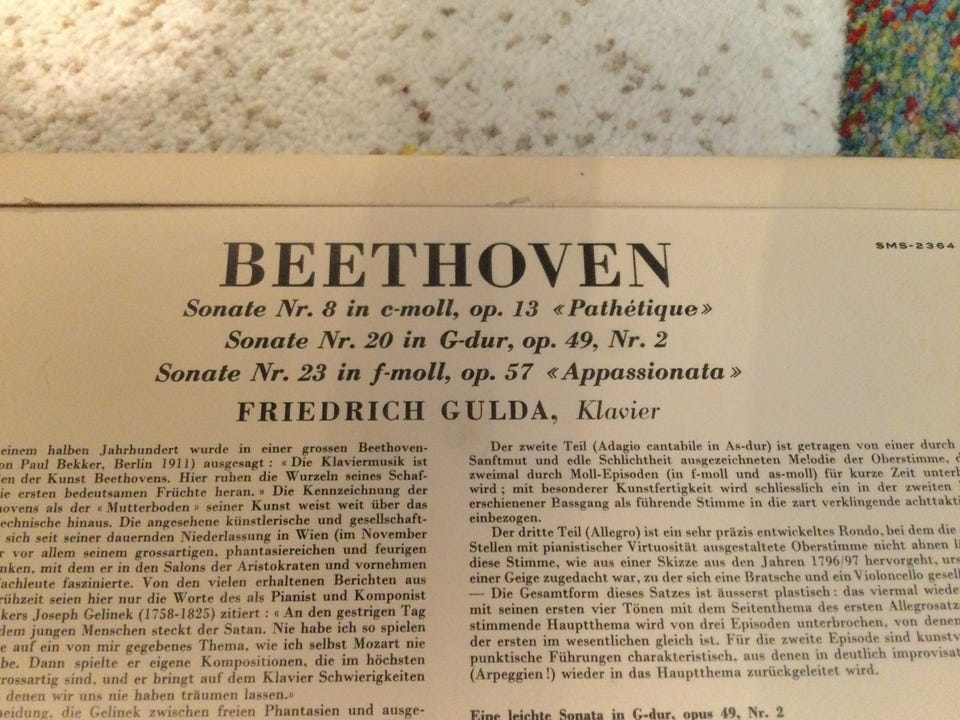 BEETHOVEN
SMS-2364
Sonate Nr. 8 in c-moll, op. 13 «Pathétique»
Sonate Nr. 20 in G-dur, op. 49, Nr. 2
Sonate Nr. 23 in f-moll, op. 57 «Appassionata»
FRIEDRICH GULDA, Klavier
einem halben Jahrhundert wurde in einer grossen Beethoven-
on Paul Bekker, Berlin 1911) ausgesagt : « Die Klaviermusik ist
en der Kunst Beethovens. Hier ruhen die Wurzeln seines Schaf-
ie ersten bedeutsamen Früchte heran. » Die Kennzeichnung der
hovens als der « Mutterboden » seiner Kunst weist weit über das
echnische hinaus. Die angesehene künstlerische und gesellschaft-
sich seit seiner dauernden Niederlassung in Wien (im November
r vor allem seinem grossartigen, phantasiereichen und feurigen
nken, mit dem er in den Salons der Aristokraten und vornehmen
achleute faszinierte. Von den vielen erhaltenen Berichten aus
rühzeit seien hier nur die Worte des als Pianist und Komponist
kers Joseph Gelinek (1758-1825) zitiert : « An den gestrigen Tag
dem jungen Menschen steckt der Satan. Nie habe ich so spielen
e auf ein von mir gegebenes Thema, wie ich selbst Mozart nie
be. Dann spielte er eigene Kompositionen, die im höchsten
rossartig sind, und er bringt auf dem Klavier Schwierigkeiten
denen wir uns nie haben träumen lassen.»
heidung, die Gelinek zwischen freien Phantasien und ausge-
Der zweite Teil (Adagio cantabile in As-dur) ist getragen von einer durch
Sanftmut und edle Schlichtheit ausgezeichneten Melodie der Oberstimme, d
zweimal durch Moll-Episoden (in f-moll und as-moll) für kurze Zeit unterb
wird ; mit besonderer Kunstfertigkeit wird schliesslich ein in der zweiten
erschienener Bassgang als führende Stimme in die zart verklingende achttakti
einbezogen.
Der dritte Teil (Allegro) ist ein sehr präzis entwickeltes Rondo, bei dem die
Stellen mit pianistischer Virtuosität ausgestaltete Oberstimme nicht ahnen l
diese Stimme, wie aus einer Skizze aus den Jahren 1796/97 hervorgeht, urs
einer Geige zugedacht war, zu der sich eine Bratsche und ein Violoncello gesell
— Die Gesamtform dieses Satzes ist äusserst plastisch : das viermal wieder
mit seinen ersten vier Tönen mit dem Seitenthema des ersten Allegrosatz
stimmende Hauptthema wird von drei Episoden unterbrochen, von denen
der ersten im wesentlichen gleich ist. Für die zweite Episode sind kunstv
punktische Führungen charakteristisch, aus denen in deutlich improvisat
(Arpeggien!) wieder in das Hauptthema zurückgeleitet wird.
Eine leichte Sonata in G-dur, opus 49, Nr. 2